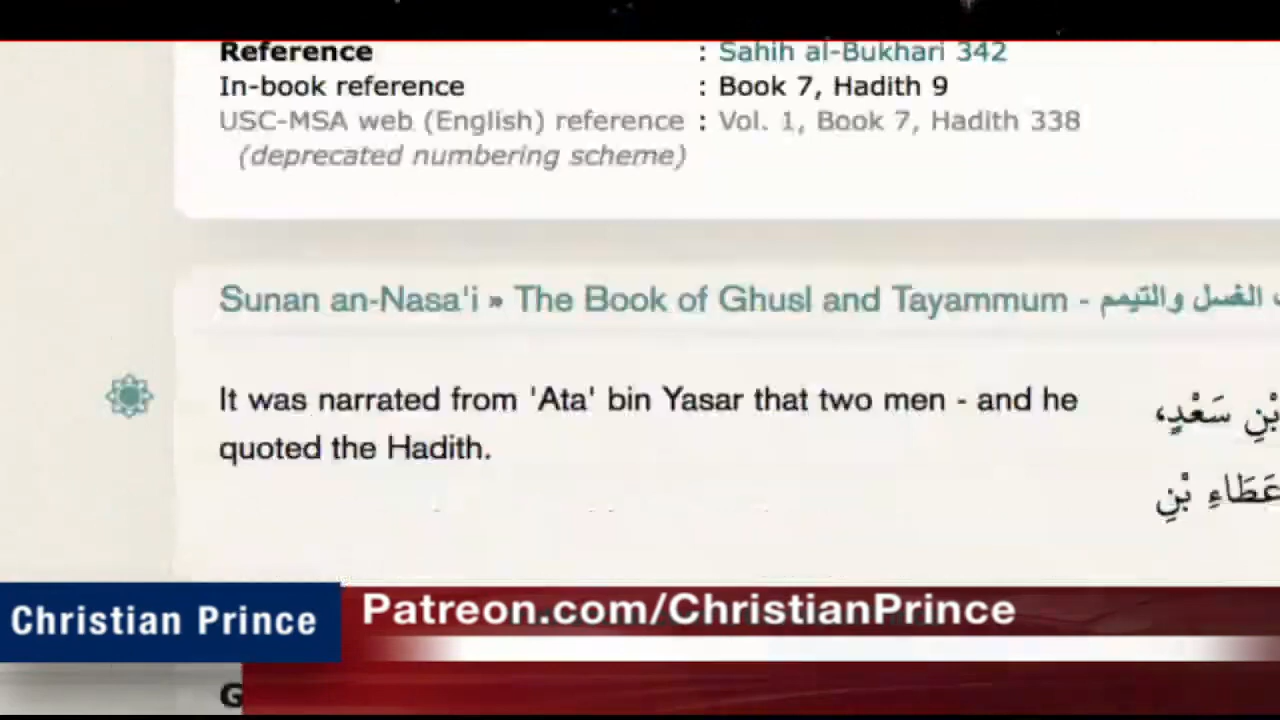 Reference : Sahih al-Bukhari 342
In-book reference : Book 7, Hadith 9
USC-MSA web (English) reference : Vol. 1, Book 7, Hadith 338
(deprecated numbering scheme)
Sunan an-Nasa'i » The Book of Ghusl and Tayammum - الغسل والتيمم
It was narrated from 'Ata' bin Yasar that two men - and he
quoted the Hadith.
بْنِ سَعْدٍ،
عَطَاءِ بْنِ
Christian Prince
Patreon.com/ChristianPrince
G